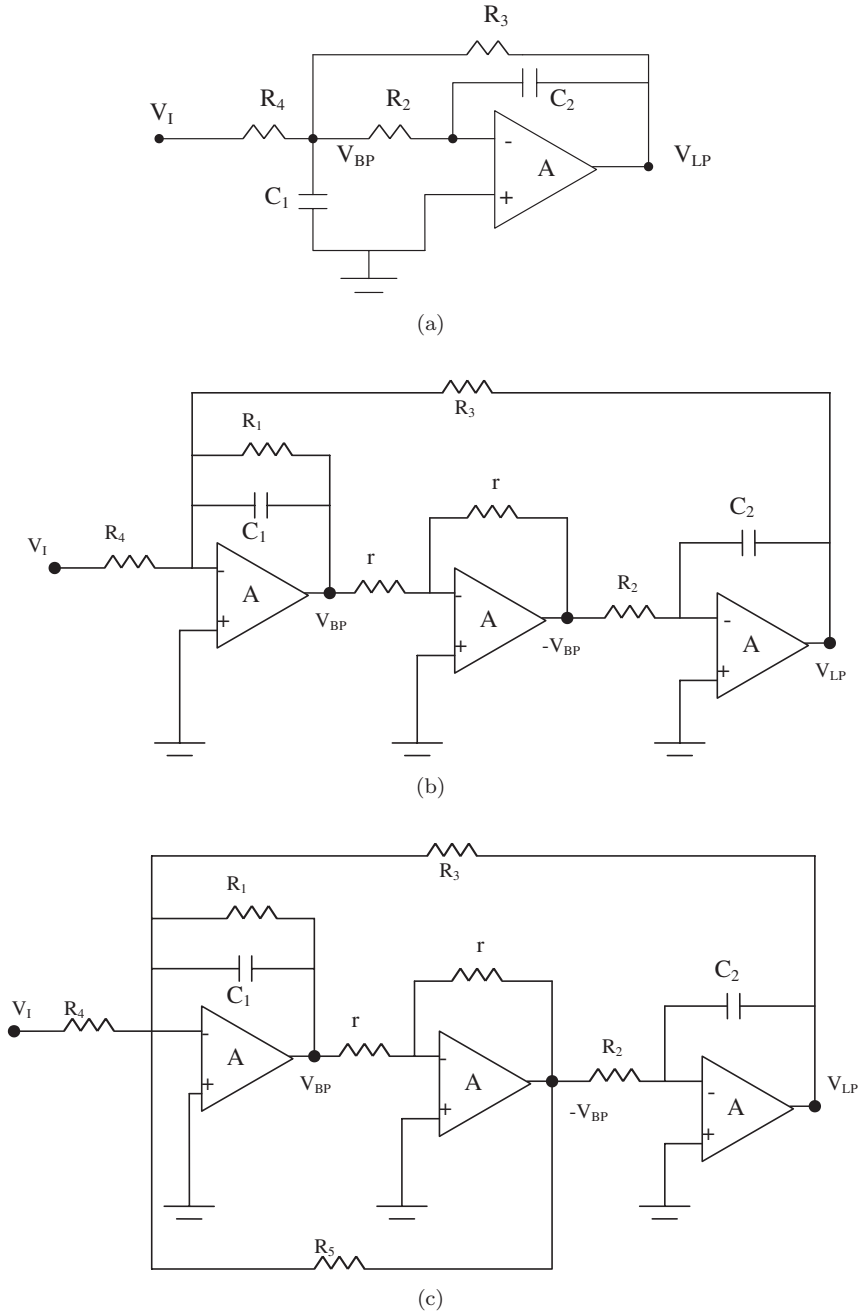 R3
C2
VI
R4
R2
VBP
-
A
VLP
C1
+
(a)
R3
R1
C1
r
C2
R4
VI
r
R2
-
A
VBP
+
-
A
-VBP
+
-
A
VLP
+
(b)
R3
R1
r
C1
C2
VI
R4
r
R2
-
A
VBP
+
-
A
-VBP
+
-
A
VLP
+
R5
(c)